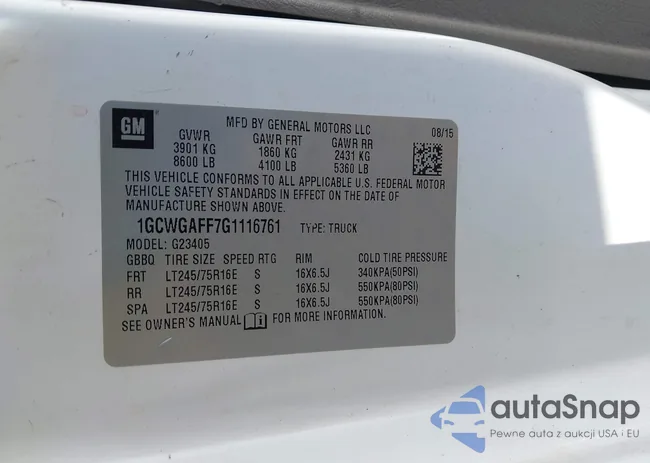 GM
MFD BY GENERAL MOTORS LLC
08/15
GVWR GAWR FRT GAWR RR
3901 KG 1860 KG 2431 KG
8600 LB 4100 LB 5360 LB
THIS VEHICLE CONFORMS TO ALL APPLICABLE U.S. FEDERAL MOTOR
VEHICLE SAFETY STANDARDS IN EFFECT ON THE DATE OF
MANUFACTURE SHOWN ABOVE.
1GCWGAFF7G1116761 TYPE: TRUCK
MODEL: G23405
GBBQ TIRE SIZE SPEED RTG RIM COLD TIRE PRESSURE
FRT LT245/75R16E S 16X6.5J 340KPA(50PSI)
RR LT245/75R16E S 16X6.5J 550KPA(80PSI)
SPA LT245/75R16E S 16X6.5J 550KPA(80PSI)
SEE OWNER'S MANUAL FOR MORE INFORMATION.
autaSnap
Pewne auta z aukcji USA i EU